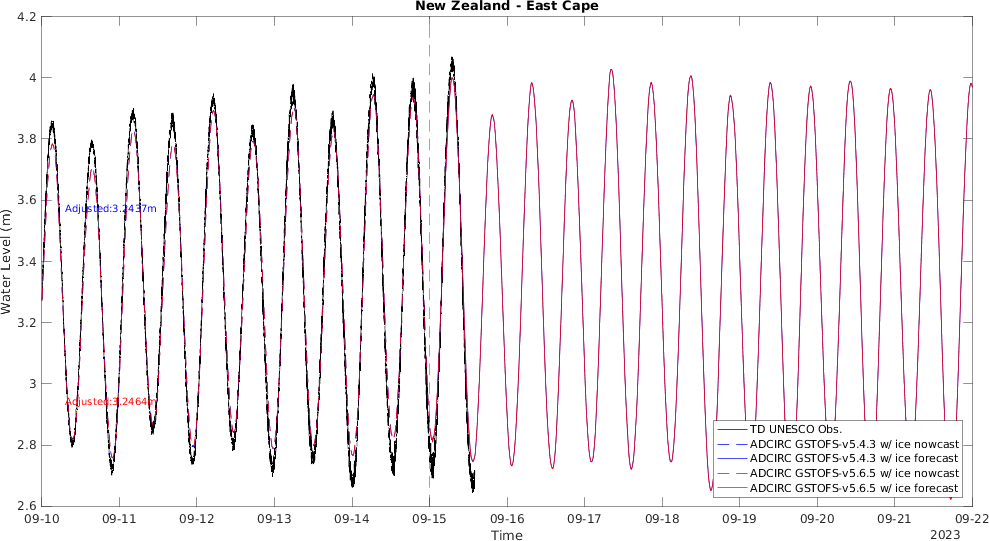 New Zealand - East Cape
Water Level (m)
4.2
4
3.8
3.6
3.4
3.2
3
2.8
2.6
Adjusted:3.2437m
Adjusted:3.2464m
TD UNESCO Obs.
ADCIRC GSTOFS-v5.4.3 w/ ice nowcast
ADCIRC GSTOFS-v5.4.3 w/ ice forecast
ADCIRC GSTOFS-v5.6.5 w/ ice nowcast
ADCIRC GSTOFS-v5.6.5 w/ ice forecast
09-10 09-11 09-12 09-13 09-14 09-15 09-16 09-17 09-18 09-19 09-20 09-21 09-22
Time
2023